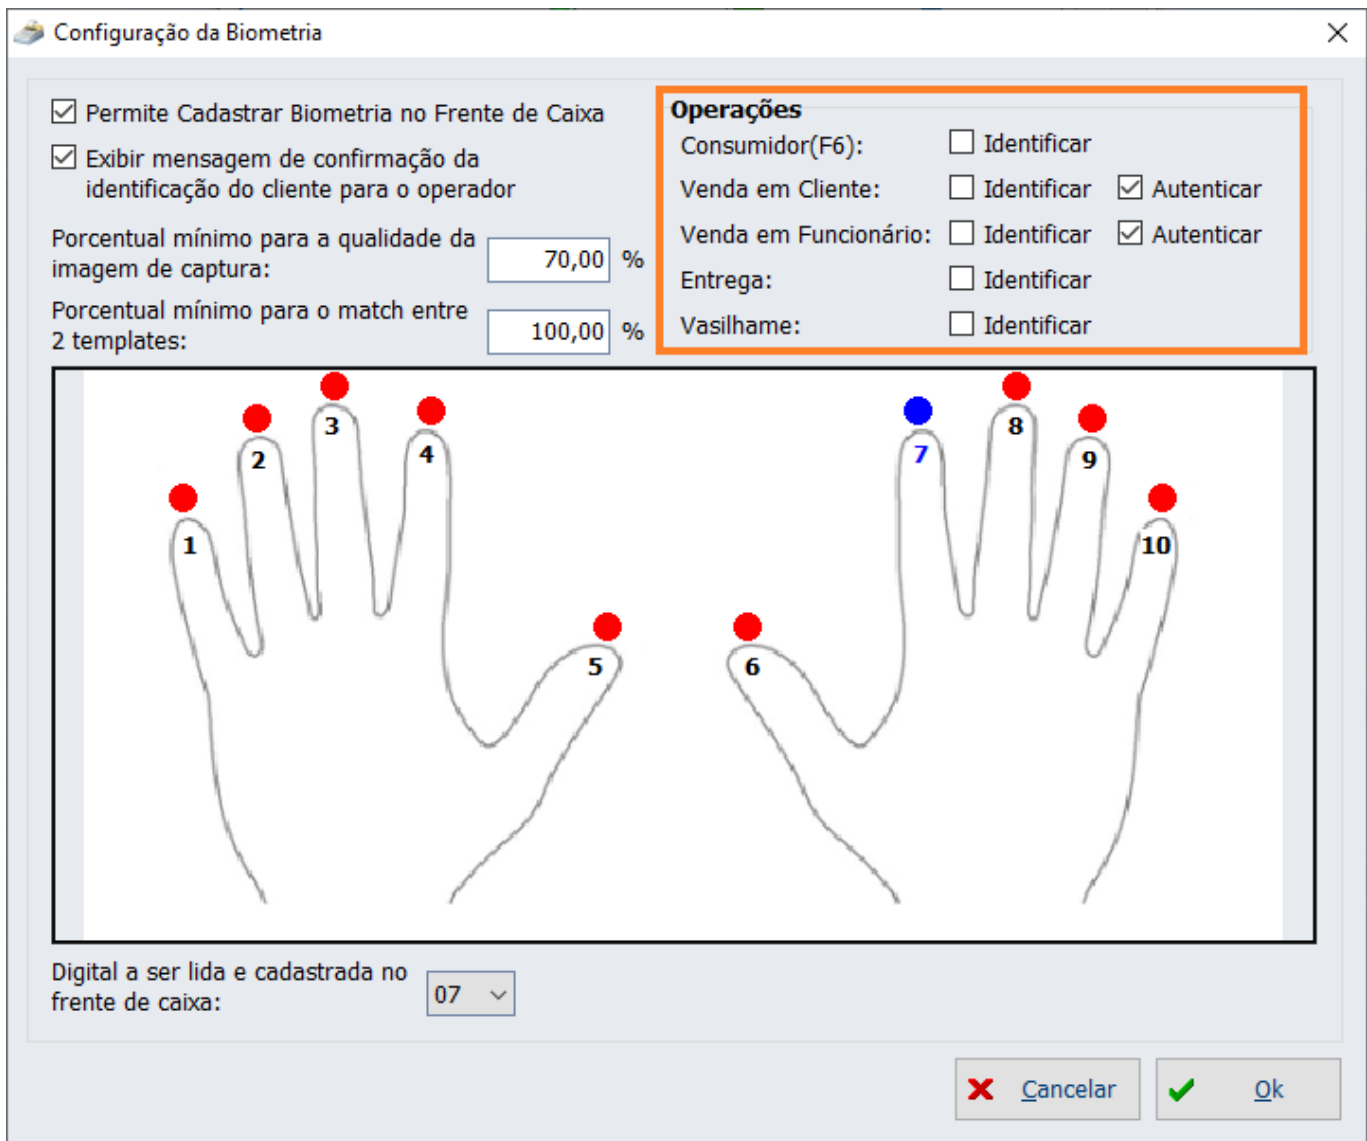 Configuração da Biometria
Permite Cadastrar Biometria no Frente de Caixa
Exibir mensagem de confirmação da
identificação do cliente para o operador
Porcentual mínimo para a qualidade da
imagem de captura:
70,00 %
Porcentual mínimo para o match entre
2 templates:
100,00 %
Operações
Consumidor(F6): Identificar
Venda em Cliente: Identificar Autenticar
Venda em Funcionário: Identificar Autenticar
Entrega: Identificar
Vasilhame: Identificar
1
2
3
4
5
6
7
8
9
10
Digital a ser lida e cadastrada no
frente de caixa:
07
Cancelar
Ok